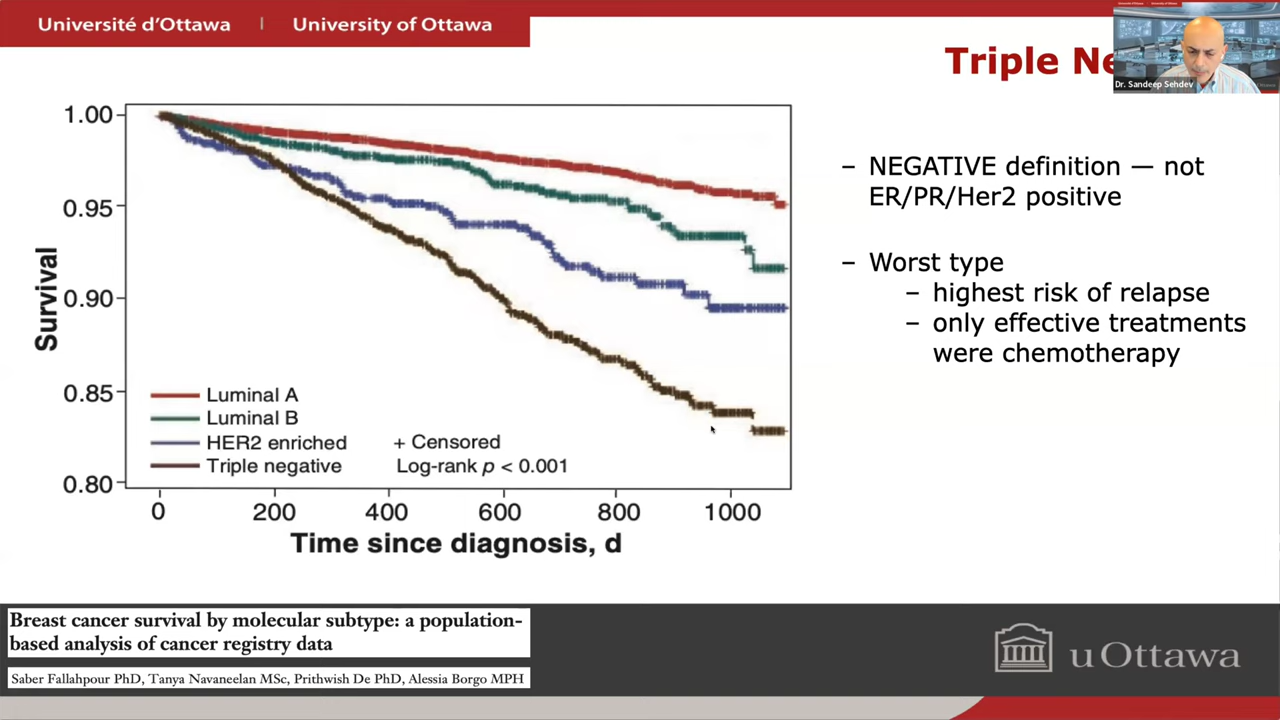 Université d'Ottawa | University of Ottawa
Triple Ne
Dr. Sandeep Sehdev
1.00
0.95
0.90
0.85
0.80
Survival
Luminal A
Luminal B
HER2 enriched + Censored
Triple negative Log-rank p < 0.001
0 200 400 600 800 1000
Time since diagnosis, d
– NEGATIVE definition — not
ER/PR/Her2 positive
– Worst type
– highest risk of relapse
– only effective treatments
were chemotherapy
Breast cancer survival by molecular subtype: a population-
based analysis of cancer registry data
Saber Fallahpour PhD, Tanya Navaneelan MSc, Prithwish De PhD, Alessia Borgo MPH
uOttawa